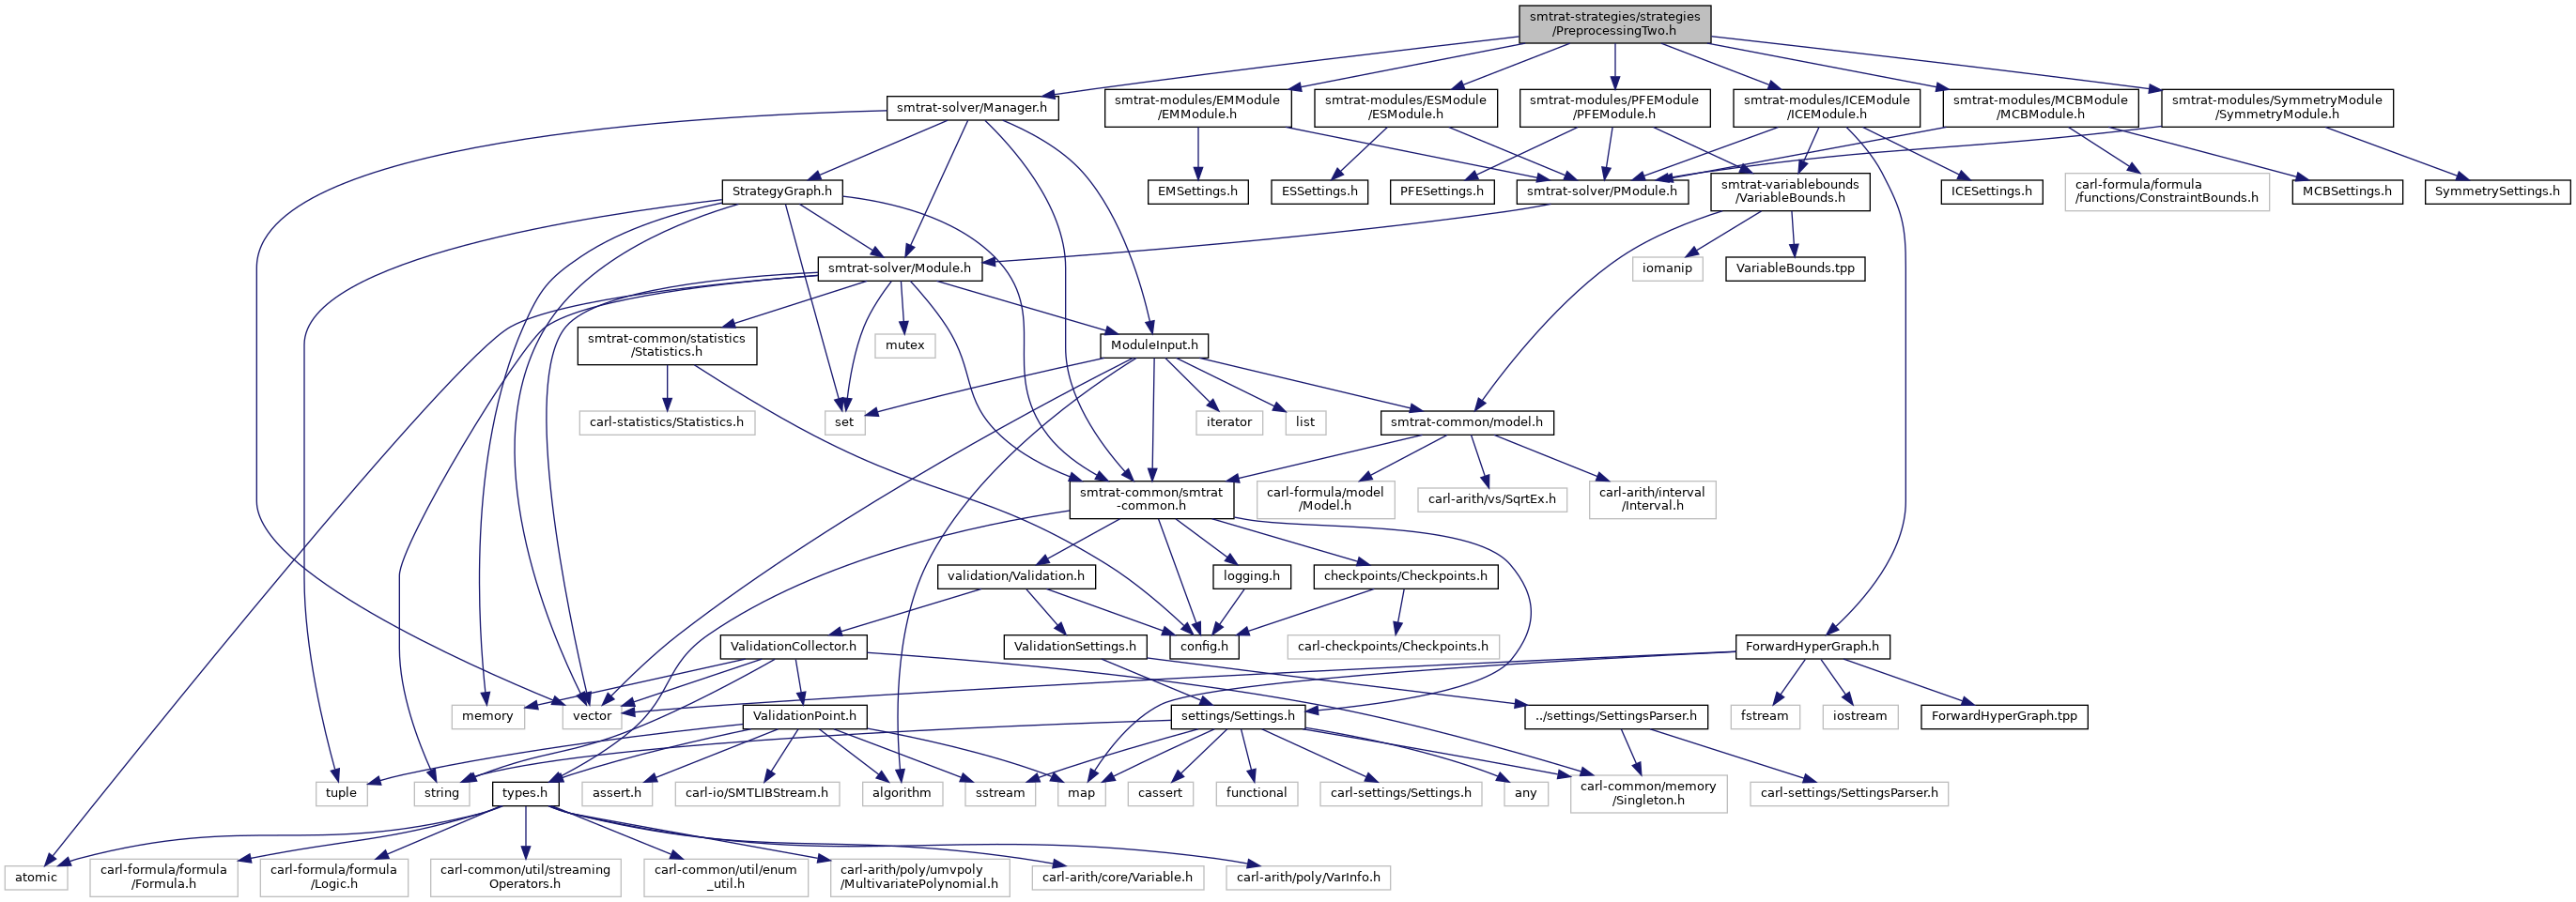 smtrat-strategies/strategies
/PreprocessingTwo.h
smtrat-solver/Manager.h
smtrat-modules/EMModule
/EMModule.h
smtrat-modules/ESModule
/ESModule.h
smtrat-modules/PFEModule
/PFEModule.h
smtrat-modules/ICEModule
/ICEModule.h
smtrat-modules/MCBModule
/MCBModule.h
smtrat-modules/SymmetryModule
/SymmetryModule.h
StrategyGraph.h
EMSettings.h
ESSettings.h
PFESettings.h
smtrat-solver/PModule.h
smtrat-variablebounds
/VariableBounds.h
ICESettings.h
carl-formula/formula
/functions/ConstraintBounds.h
MCBSettings.h
SymmetrySettings.h
smtrat-solver/Module.h
iomanip
VariableBounds.tpp
smtrat-common/statistics
/Statistics.h
mutex
ModuleInput.h
carl-statistics/Statistics.h
set
iterator
list
smtrat-common/model.h
smtrat-common/smtrat
-common.h
carl-formula/model
/Model.h
carl-arith/vs/SqrtEx.h
carl-arith/interval
/Interval.h
validation/Validation.h
logging.h
checkpoints/Checkpoints.h
ValidationCollector.h
ValidationSettings.h
config.h
carl-checkpoints/Checkpoints.h
ForwardHyperGraph.h
memory
vector
ValidationPoint.h
settings/Settings.h
../settings/SettingsParser.h
fstream
iostream
ForwardHyperGraph.tpp
tuple
string
types.h
assert.h
carl-io/SMTLIBStream.h
algorithm
sstream
map
cassert
functional
carl-settings/Settings.h
any
carl-common/memory
/Singleton.h
carl-settings/SettingsParser.h
atomic
carl-formula/formula
/Formula.h
carl-formula/formula
/Logic.h
carl-common/util/streaming
Operators.h
carl-common/util/enum
_util.h
carl-arith/poly/umvpoly
/MultivariatePolynomial.h
carl-arith/core/Variable.h
carl-arith/poly/VarInfo.h